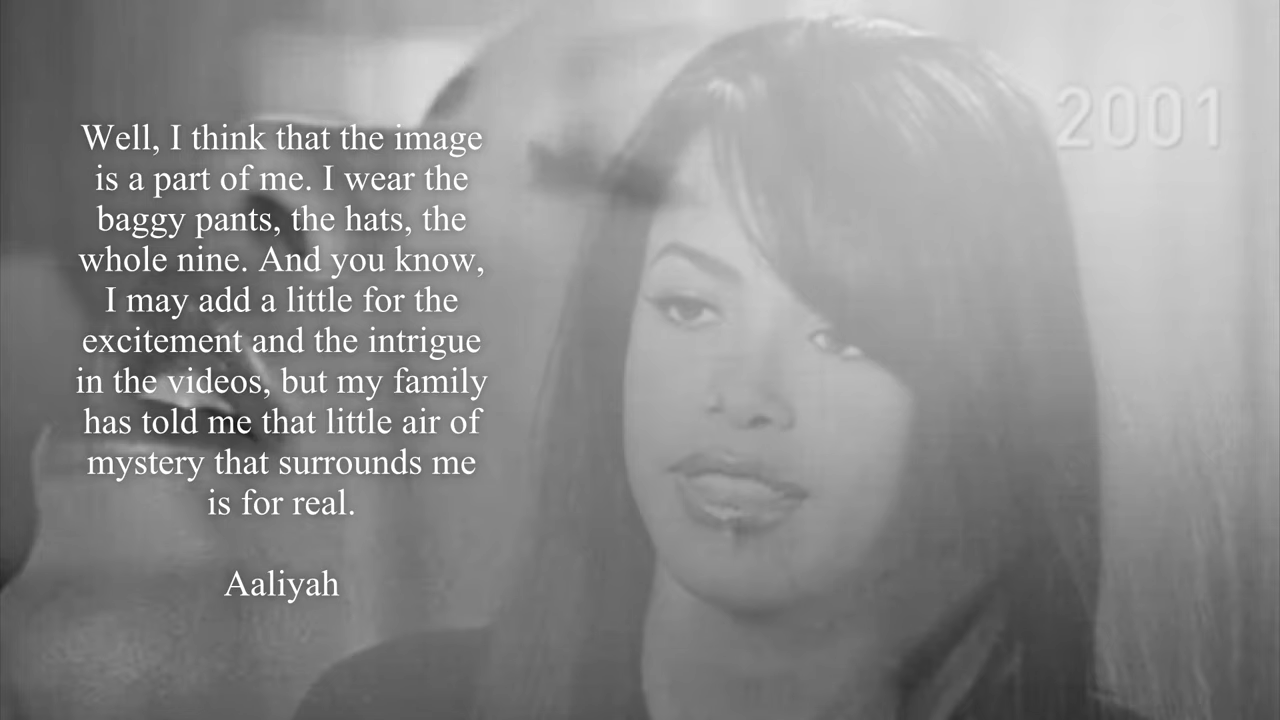 2001
Well, I think that the image
is a part of me. I wear the
baggy pants, the hats, the
whole nine. And you know,
I may add a little for the
excitement and the intrigue
in the videos, but my family
has told me that little air of
mystery that surrounds me
is for real.
Aaliyah